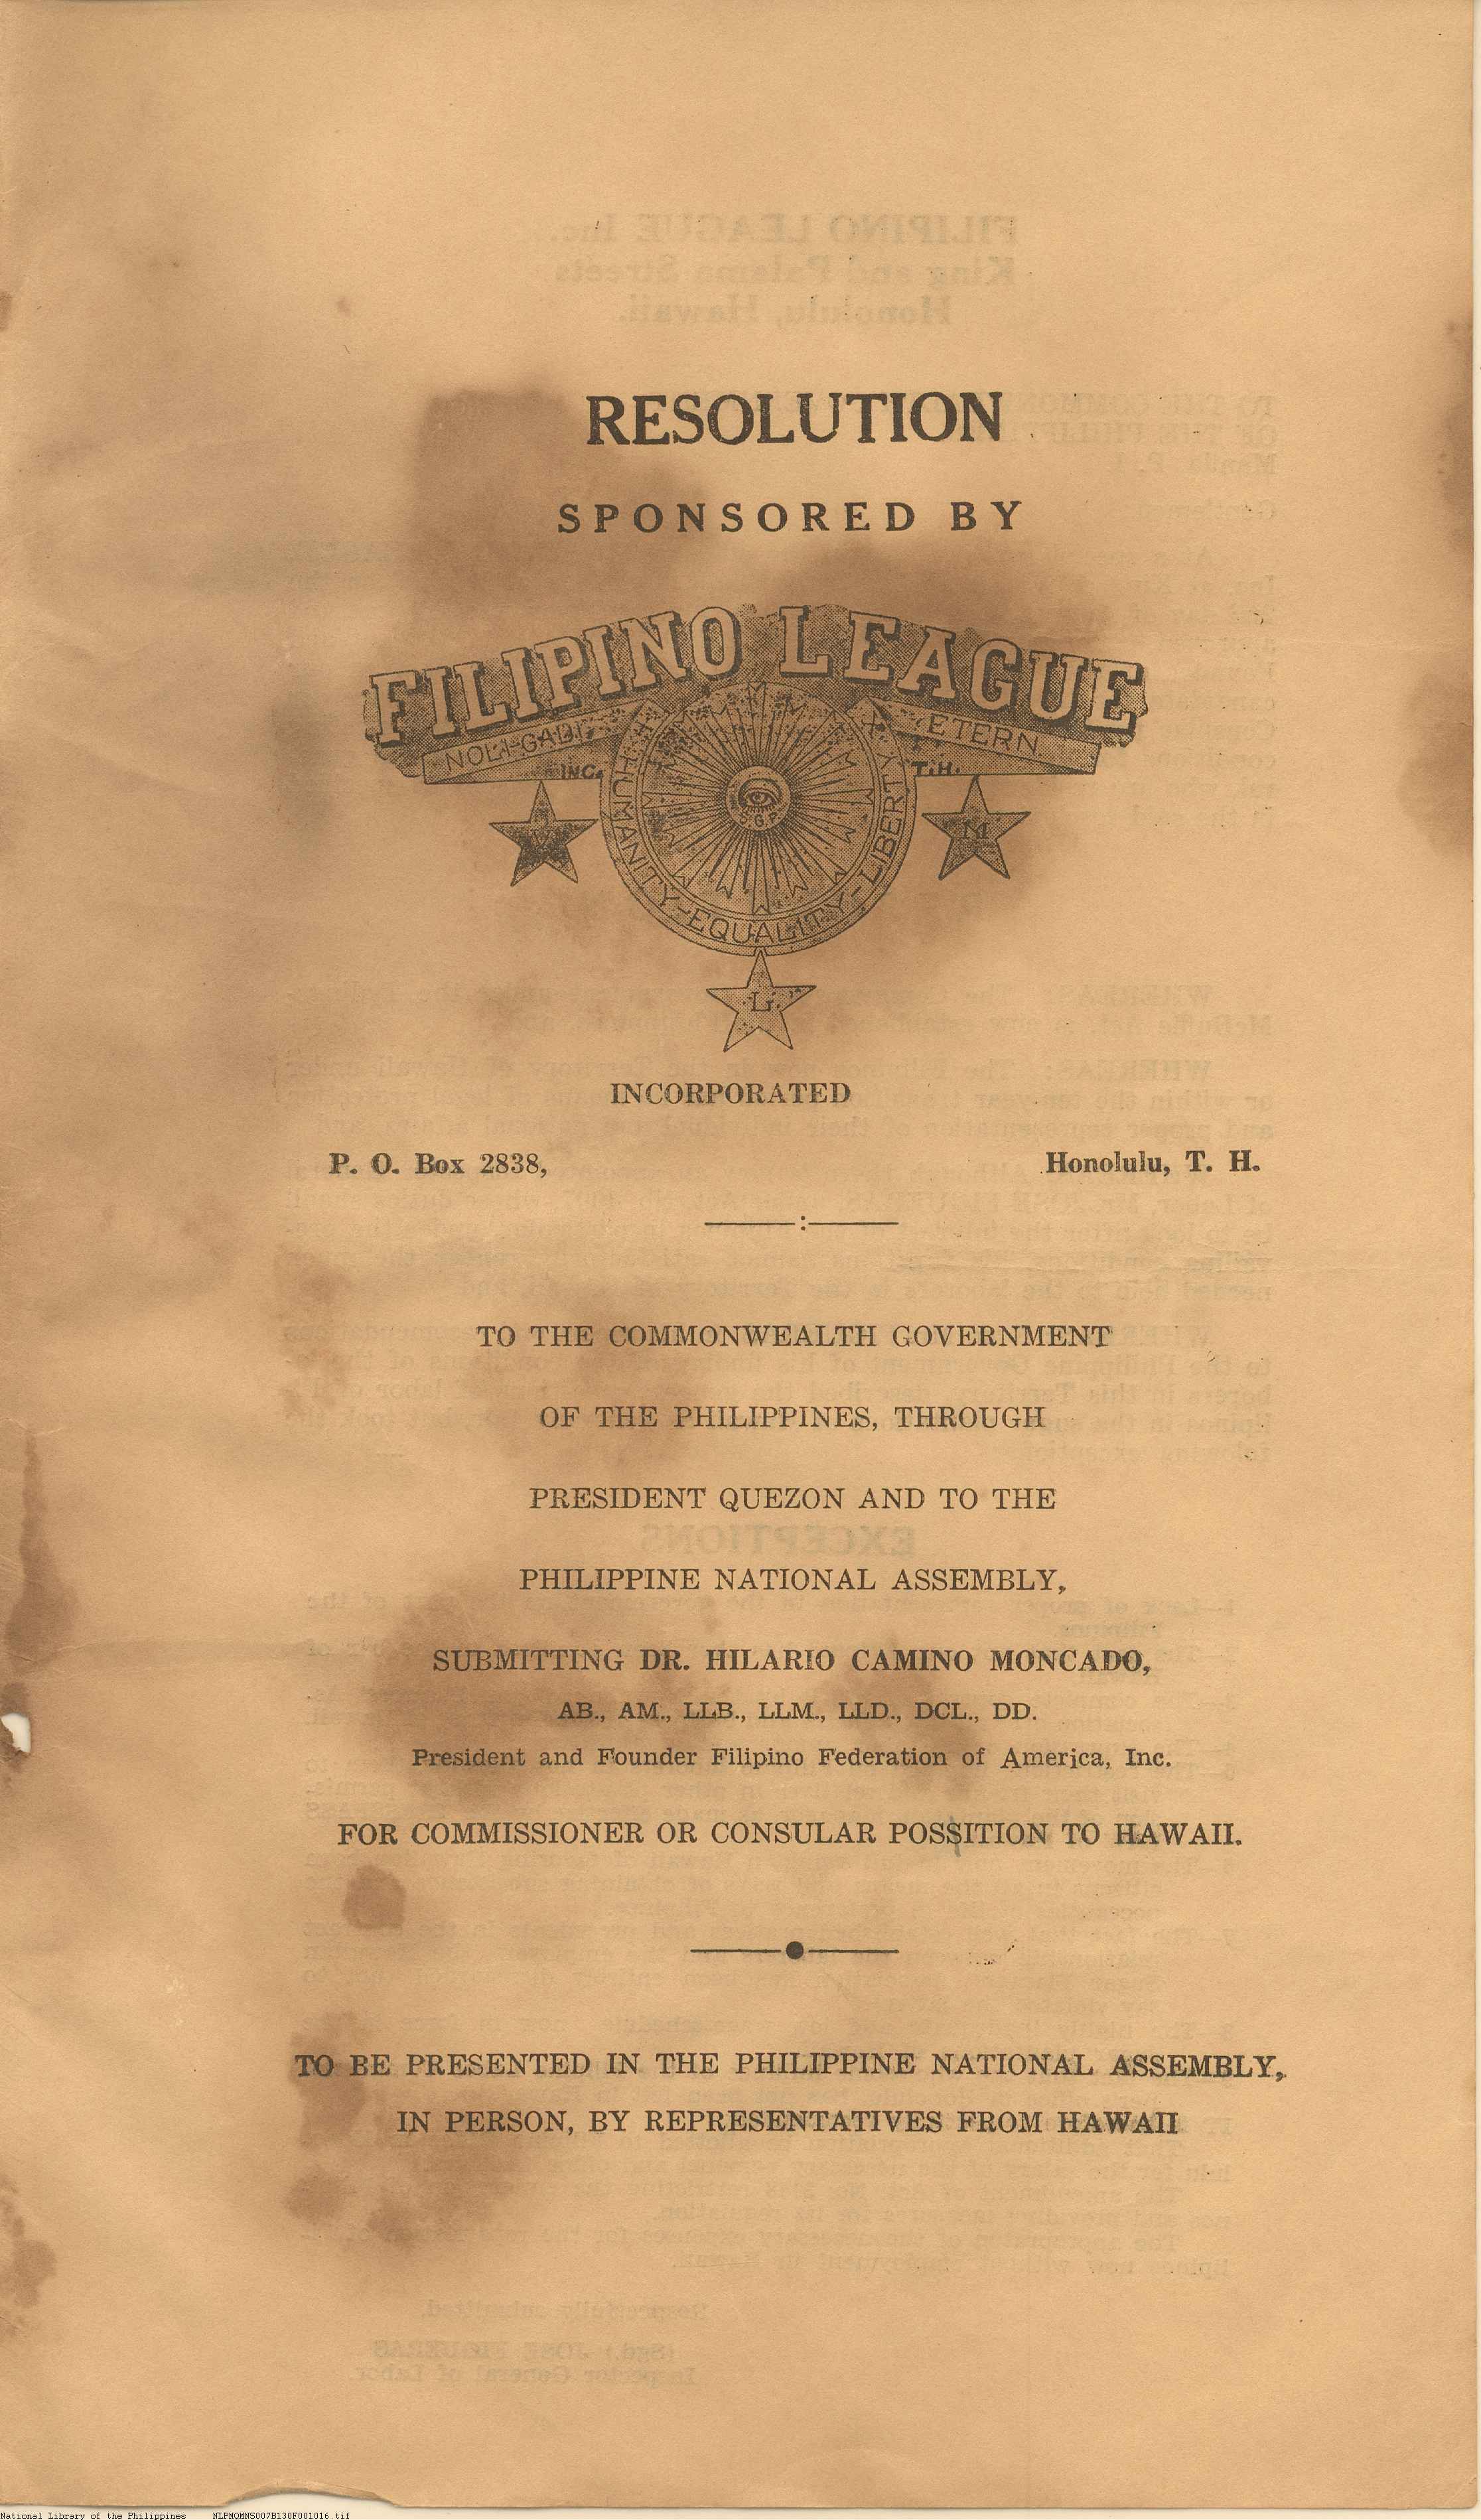 RESOLUTION
SPONSORED BY
FILIPINO LEAGUE
ETERN
INC. T.H.
HUMANITY-EQUALITY-LIBERTY
M
INCORPORATED
P. O. Box 2838, Honolulu, T. H.
TO THE COMMONWEALTH GOVERNMENT
OF THE PHILIPPINES, THROUGH
PRESIDENT QUEZON AND TO THE
PHILIPPINE NATIONAL ASSEMBLY,
SUBMITTING DR. HILARIO CAMINO MONCADO,
AB., AM., LLB., LLM., LLD., DCL., DD.
President and Founder Filipino Federation of America, Inc.
FOR COMMISSIONER OR CONSULAR POSSITION TO HAWAII.
TO BE PRESENTED IN THE PHILIPPINE NATIONAL ASSEMBLY,
IN PERSON, BY REPRESENTATIVES FROM HAWAII
National Library of the Philippines NLPMQMNS007B130F001016.tif